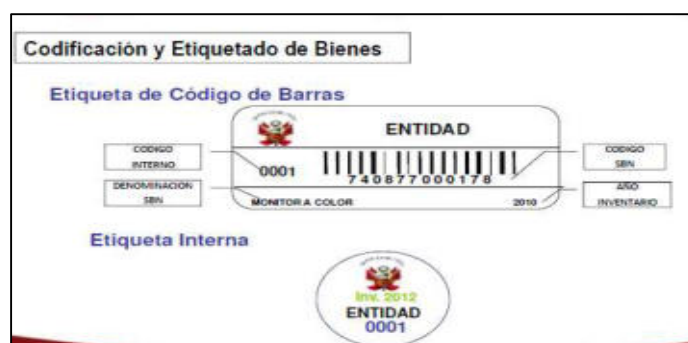 Codificación y Etiquetado de Bienes
Etiqueta de Código de Barras
ENTIDAD
CODIGO
INTERNO
0001
740877000178
CODIGO
SBN
DENOMINACION
SBN
MONITOR A COLOR
2010
AÑO
INVENTARIO
Etiqueta Interna
Inv. 2012
ENTIDAD
0001